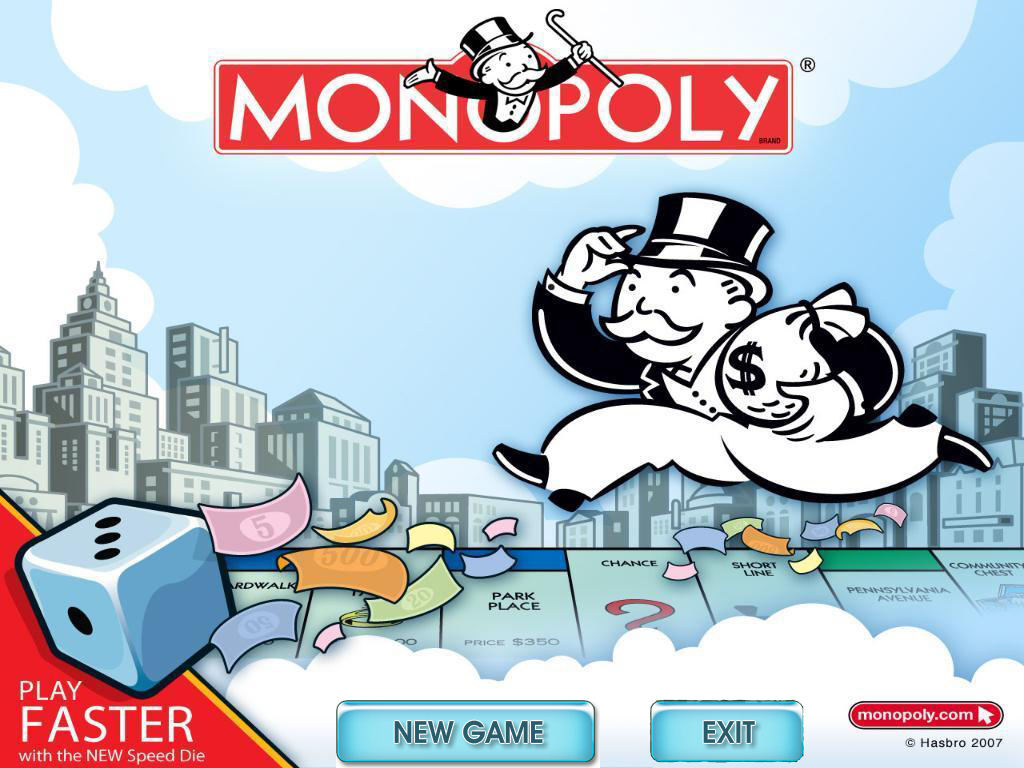 MONOPOLY ®
BRAND
5
500
20
$
ARDWALK
PARK
PLACE
PRICE $350
CHANCE
?
SHORT
LINE
PENNSYLVANIA
AVENUE
COMMUNITY
CHEST
PLAY
FASTER
with the NEW Speed Die
NEW GAME
EXIT
monopoly.com
© Hasbro 2007